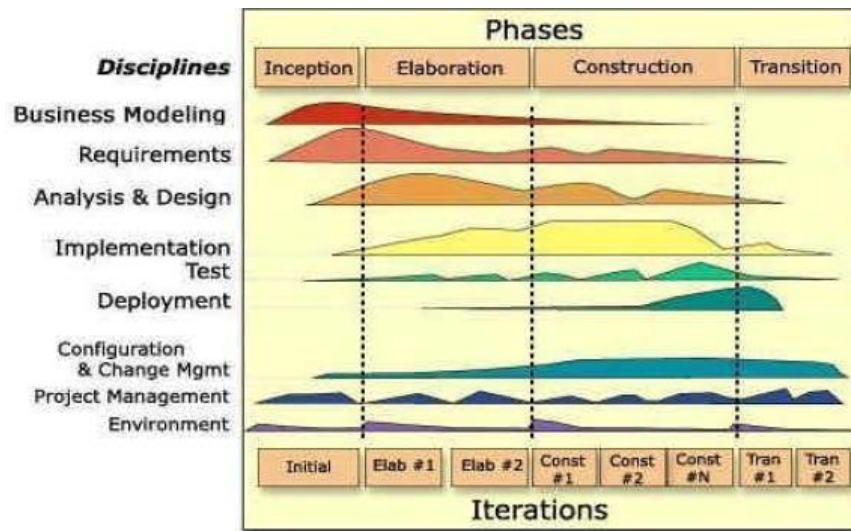 Phases
Disciplines
Inception
Elaboration
Construction
Transition
Business Modeling
Requirements
Analysis & Design
Implementation
Test
Deployment
Configuration
& Change Mgmt
Project Management
Environment
Initial
Elab #1
Elab #2
Const
#1
Const
#2
Const
#N
Tran
#1
Tran
#2
Iterations